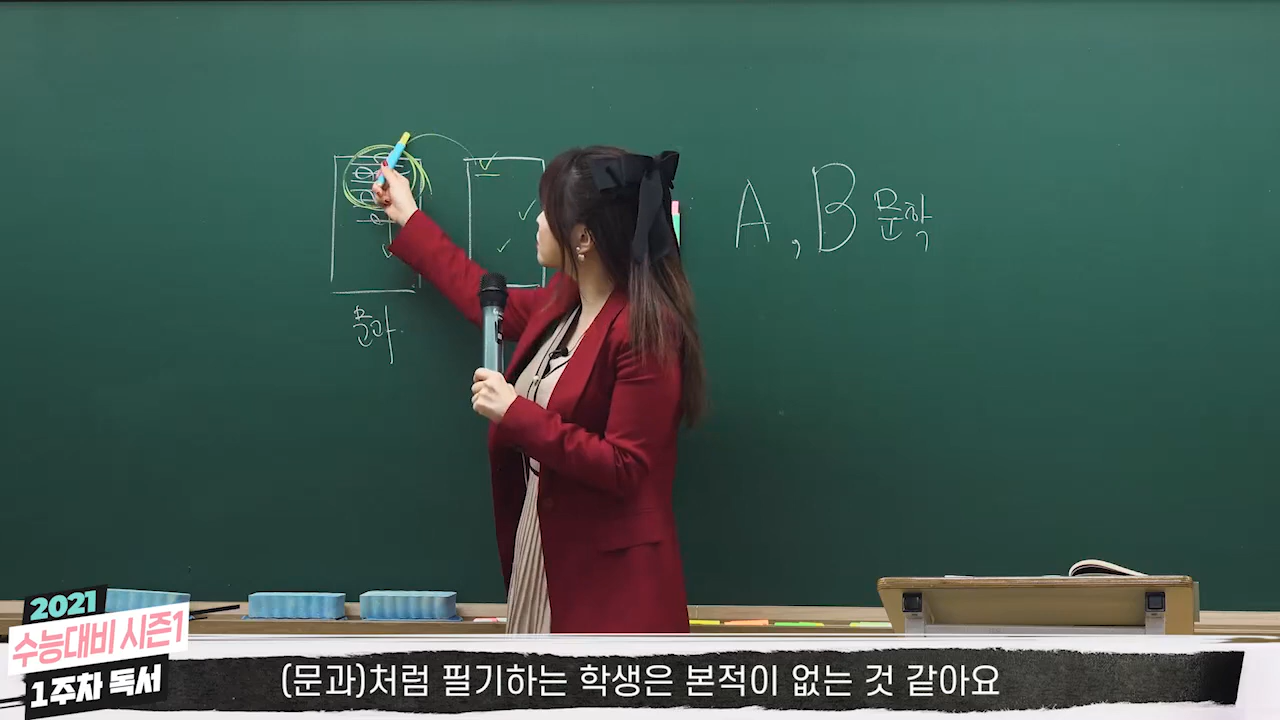 A, B 문학
문과
2021
수능대비 시즌1
1주차 독서
(문과)처럼 필기하는 학생은 본적이 없는 것 같아요